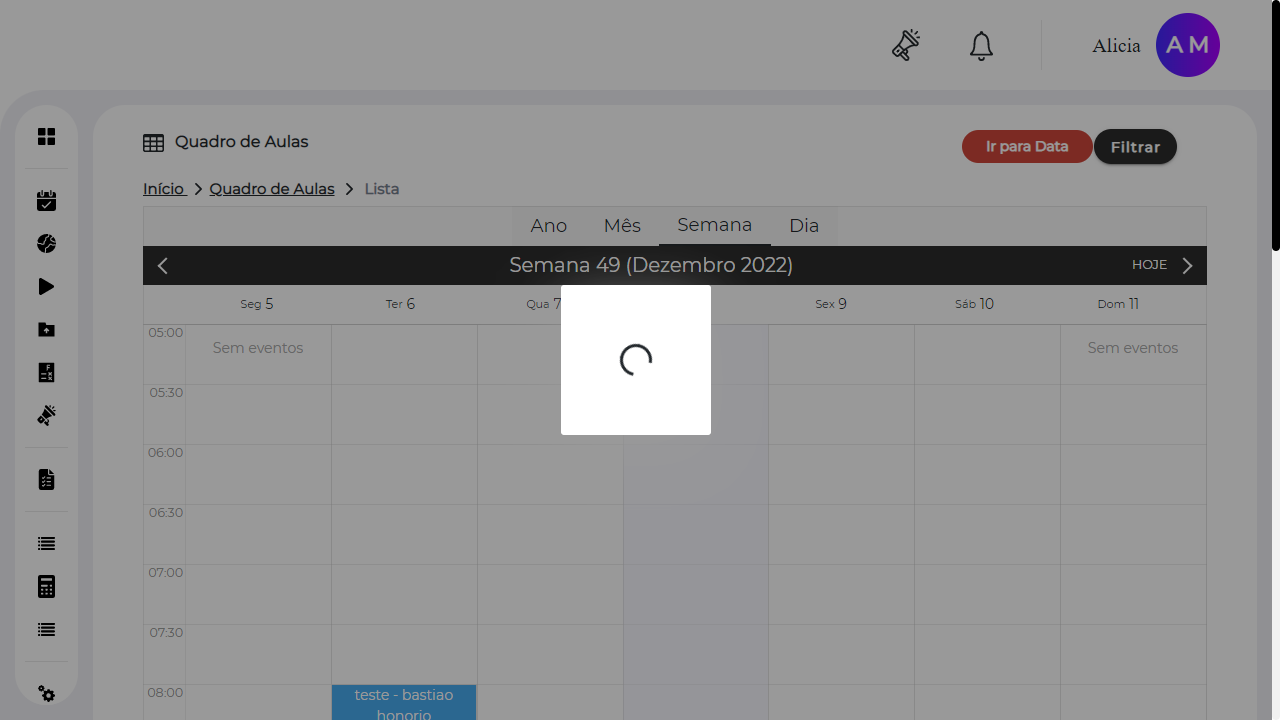 Alicia
AM
Quadro de Aulas
Ir para Data
Filtrar
Início > Quadro de Aulas > Lista
Ano Mês Semana Dia
Semana 49 (Dezembro 2022)
HOJE
Seg 5 Ter 6 Qua 7 Sex 9 Sáb 10 Dom 11
05:00
Sem eventos
Sem eventos
05:30
06:00
06:30
07:00
07:30
08:00
teste - bastiao
honorio